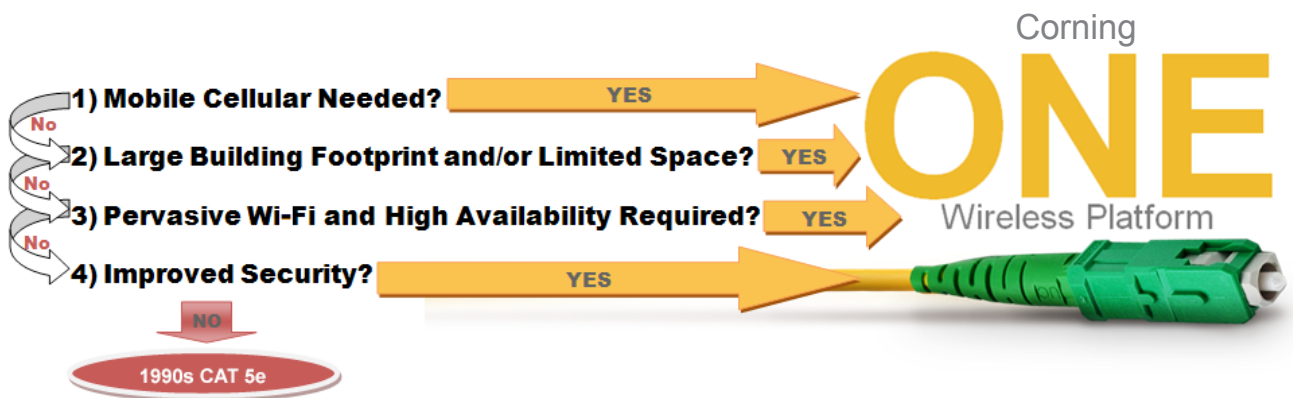 Corning
ONE
Wireless Platform
1) Mobile Cellular Needed? YES
No
2) Large Building Footprint and/or Limited Space? YES
No
3) Pervasive Wi-Fi and High Availability Required? YES
No
4) Improved Security? YES
NO
1990s CAT 5e